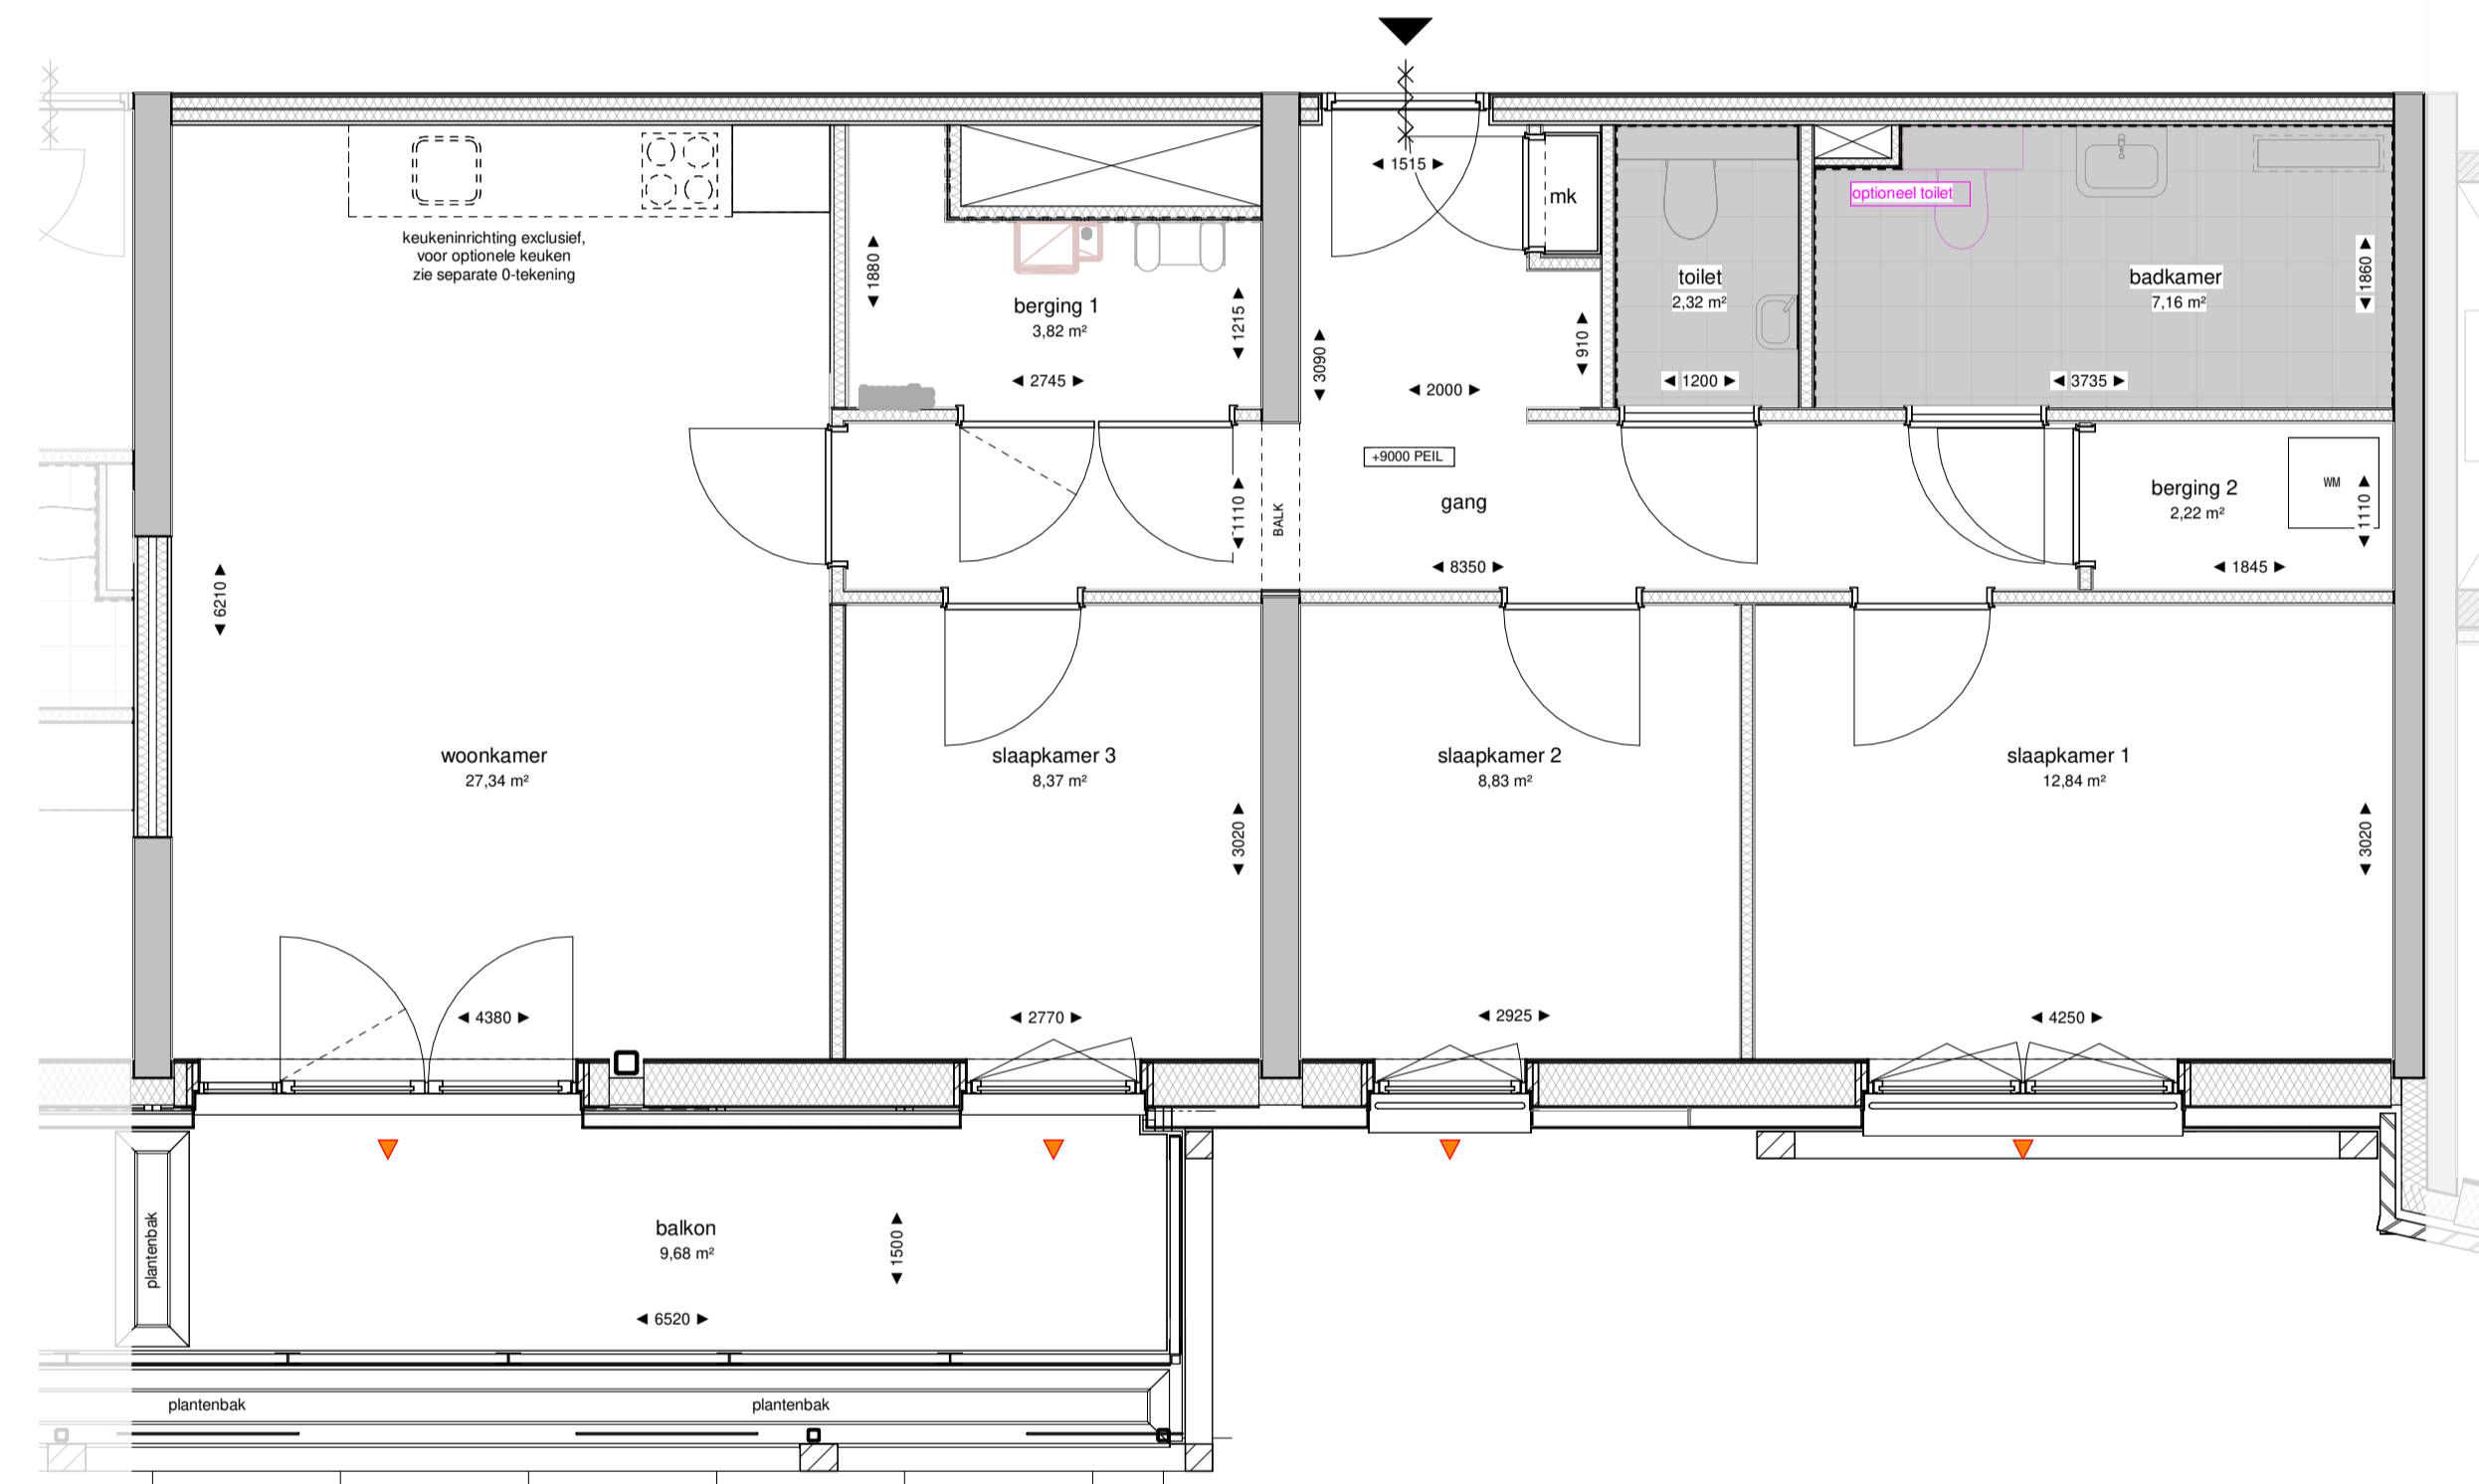 ◄ 1515 ►
mk
optioneel toilet
keukeninrichting exclusief,
voor optionele keuken
zie separate 0-tekening
◄ 1880 ►
berging 1
3,82 m²
◄ 1215 ►
◄ 2745 ►
◄ 3090 ►
◄ 910 ►
◄ 2000 ►
toilet
2,32 m²
◄ 1200 ►
badkamer
7,16 m²
◄ 1860 ►
◄ 3735 ►
+9000 PEIL
gang
◄ 1110 ►
BALK
◄ 8350 ►
berging 2
2,22 m²
WM
◄ 1110 ►
◄ 1845 ►
◄ 6210 ►
woonkamer
27,34 m²
slaapkamer 3
8,37 m²
slaapkamer 2
8,83 m²
slaapkamer 1
12,84 m²
◄ 3020 ►
◄ 3020 ►
◄ 4380 ►
◄ 2770 ►
◄ 2925 ►
◄ 4250 ►
plantenbak
balkon
9,68 m²
◄ 1500 ►
◄ 6520 ►
plantenbak
plantenbak